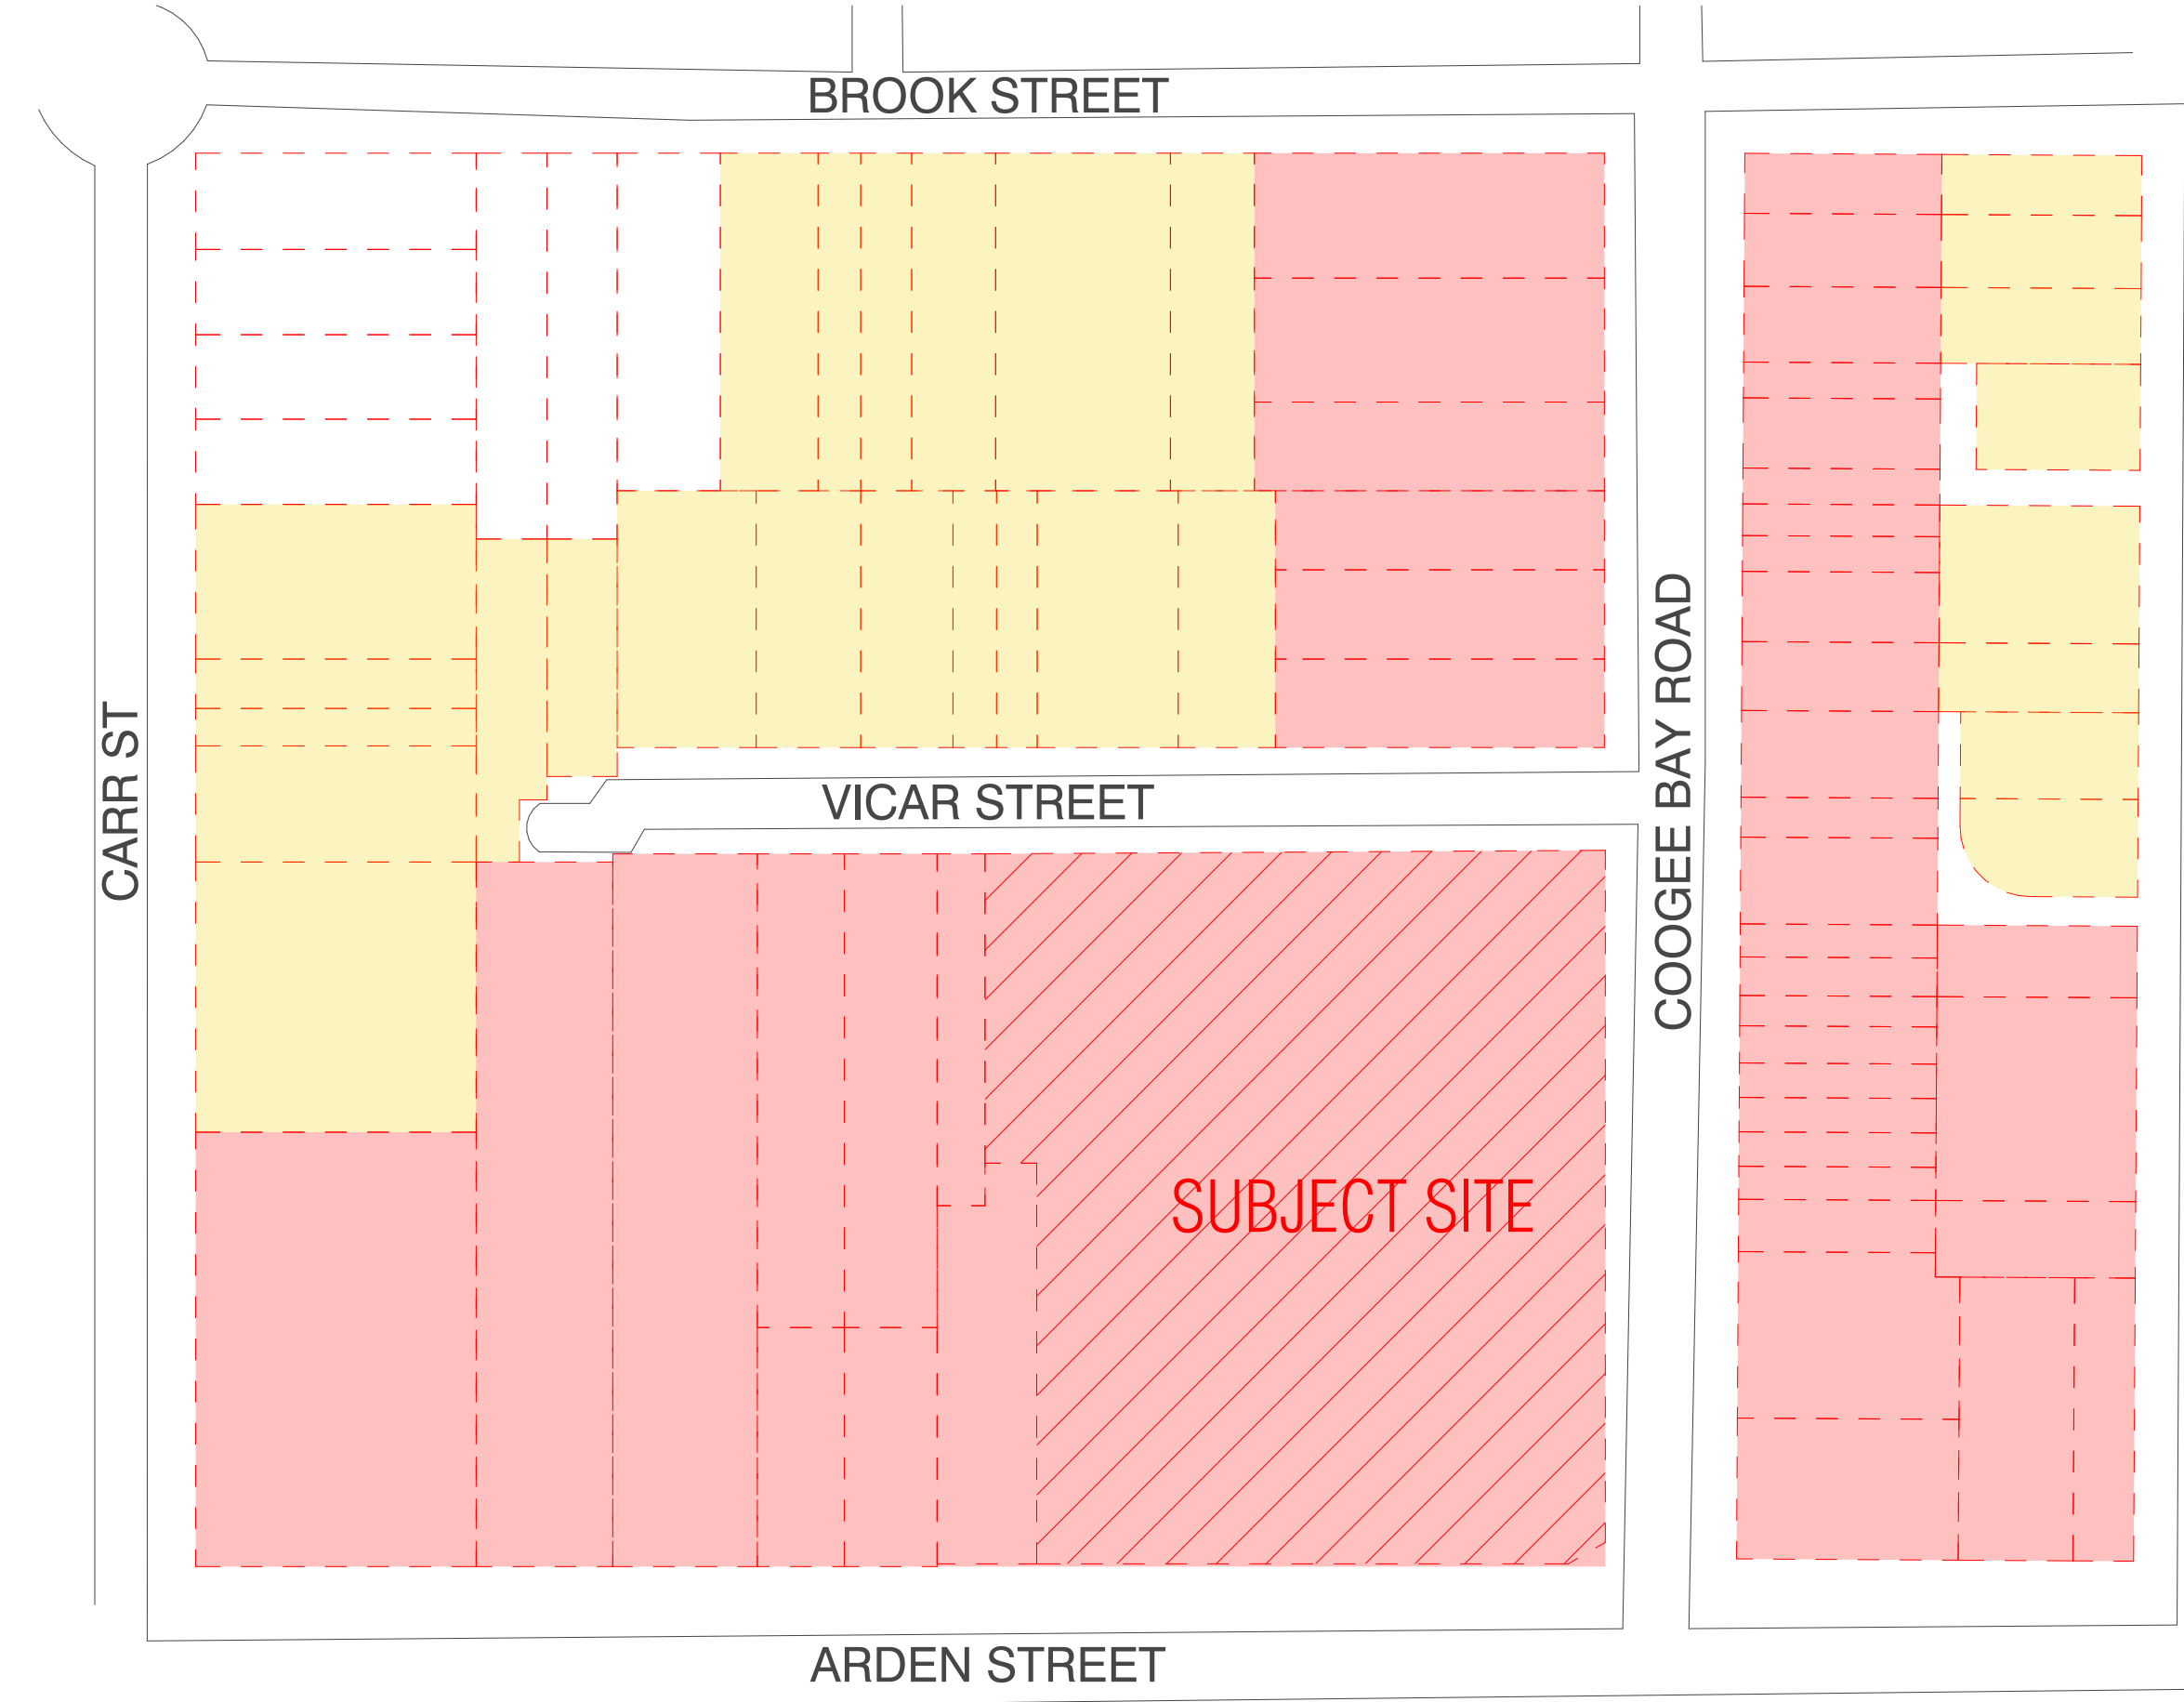 BROOK STREET
CARR ST
VICAR STREET
COOGEE BAY ROAD
SUBJECT SITE
ARDEN STREET